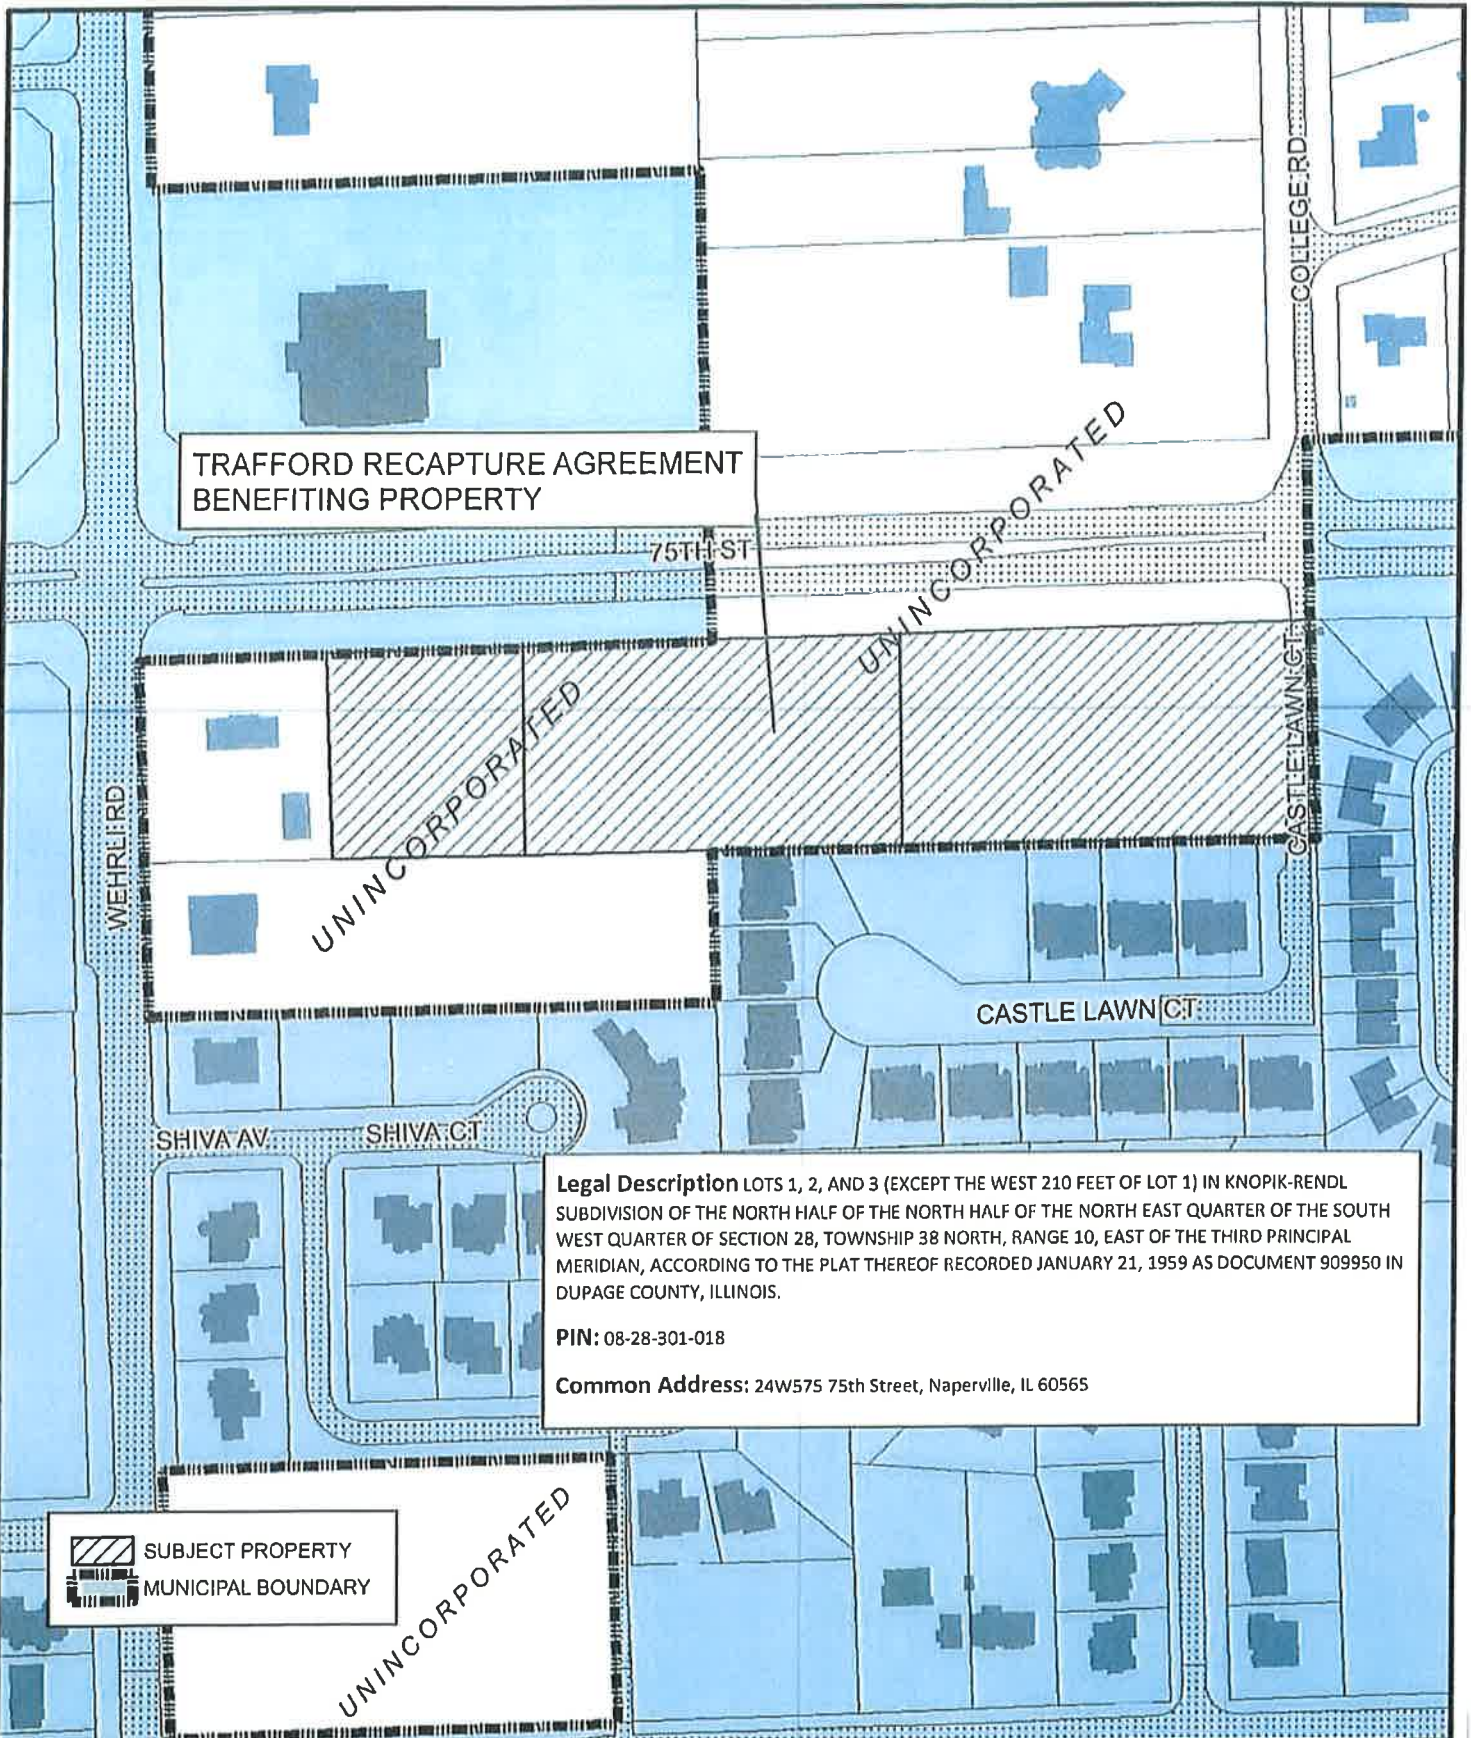 COLLEGE RD
TRAFFORD RECAPTURE AGREEMENT
BENEFITING PROPERTY
75TH ST
UNINCORPORATED
UNINCORPORATED
CASTLE LAWN CT
WEHRLI RD
CASTLE LAWN CT
SHIVA AV
SHIVA CT
Legal Description LOTS 1, 2, AND 3 (EXCEPT THE WEST 210 FEET OF LOT 1) IN KNOPIK-RENDL
SUBDIVISION OF THE NORTH HALF OF THE NORTH HALF OF THE NORTH EAST QUARTER OF THE SOUTH
WEST QUARTER OF SECTION 28, TOWNSHIP 38 NORTH, RANGE 10, EAST OF THE THIRD PRINCIPAL
MERIDIAN, ACCORDING TO THE PLAT THEREOF RECORDED JANUARY 21, 1959 AS DOCUMENT 909950 IN
DUPAGE COUNTY, ILLINOIS.
PIN: 08-28-301-018
Common Address: 24W575 75th Street, Naperville, IL 60565
UNINCORPORATED
SUBJECT PROPERTY
MUNICIPAL BOUNDARY